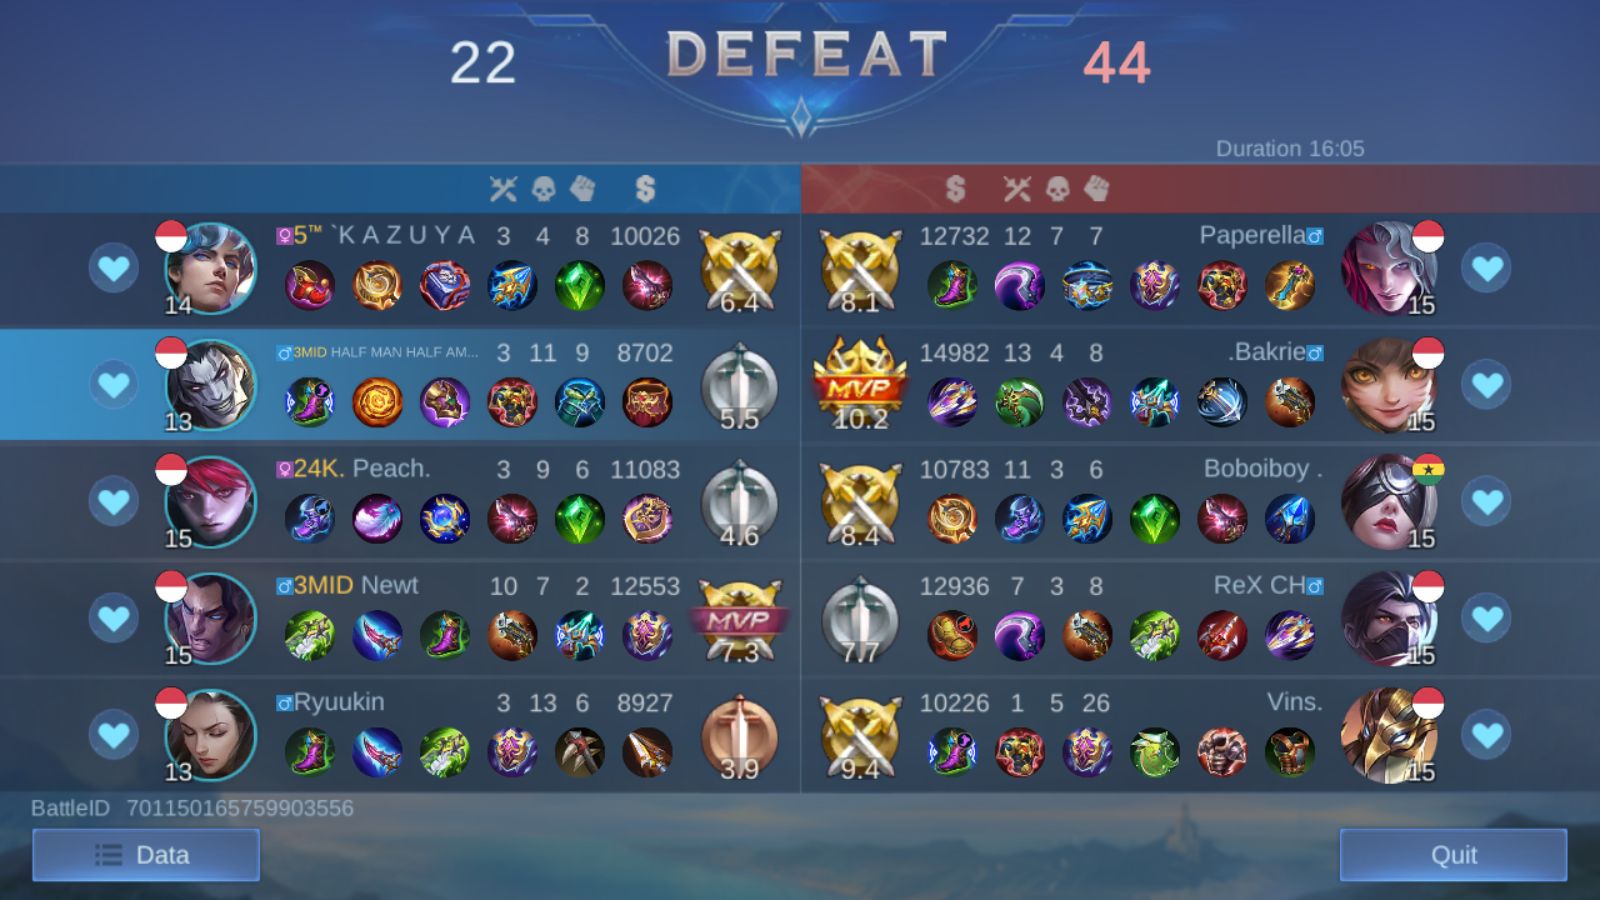 22 DEFEAT 44
Duration 16:05
5™ `K A Z U Y A 3 4 8 10026
14 6.4
12732 12 7 7 Paperella
8.1 15
3MID HALF MAN HALF AM... 3 11 9 8702
13 5.5
14982 13 4 8 .Bakrie
MVP
10.2 15
24K. Peach. 3 9 6 11083
15 4.6
10783 11 3 6 Boboiboy .
8.4 15
3MID Newt 10 7 2 12553
MVP
15 7.3
12936 7 3 8 ReX CH
7.7 15
Ryuukin 3 13 6 8927
13 3.9
10226 1 5 26 Vins.
9.4 15
BattleID 701150165759903556
Data
Quit